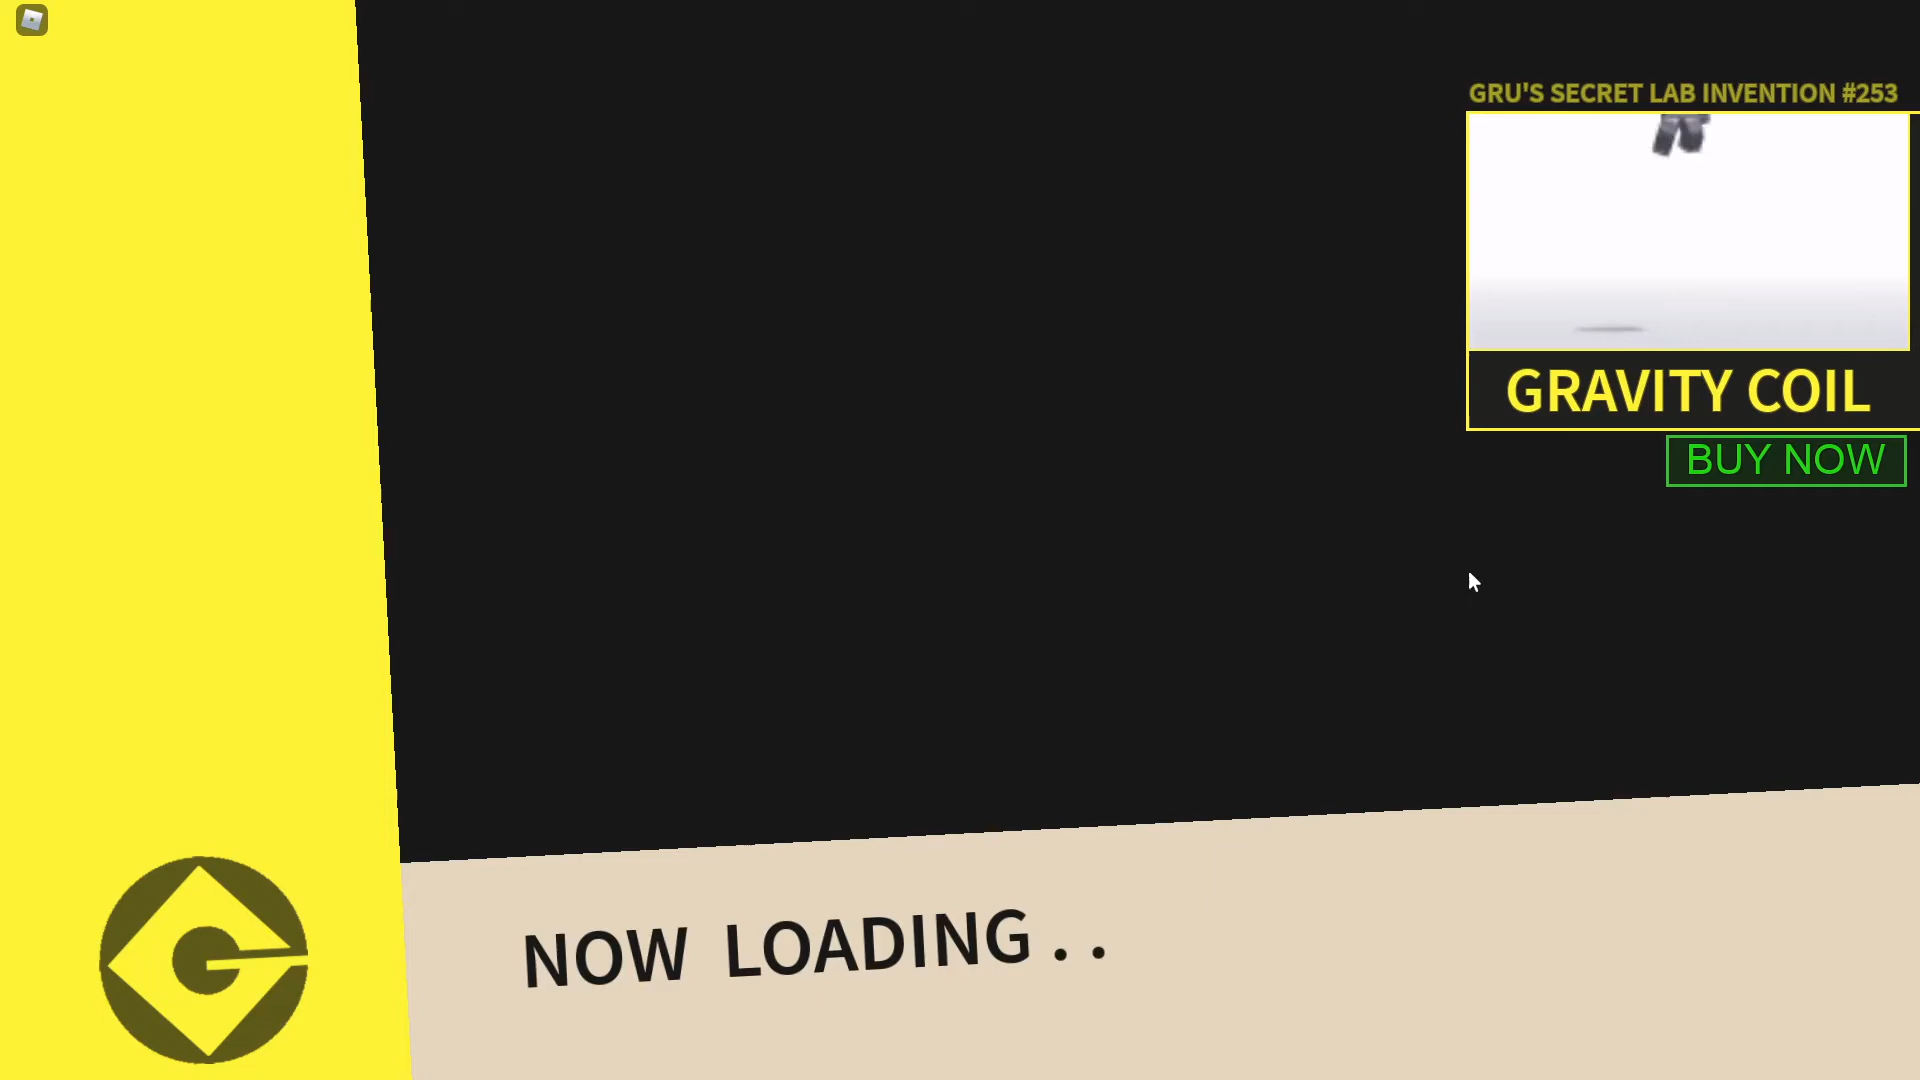 GRU'S SECRET LAB INVENTION #253
GRAVITY COIL
BUY NOW
NOW LOADING . .